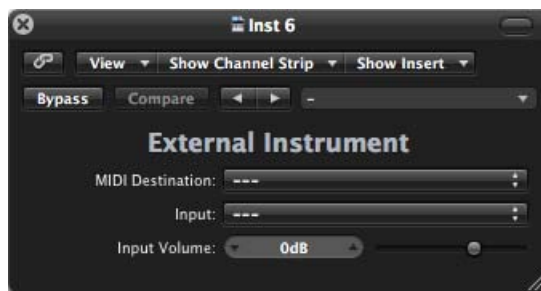 Inst 6
View Show Channel Strip Show Insert
Bypass Compare -
External Instrument
MIDI Destination: ---
Input: ---
Input Volume: 0dB